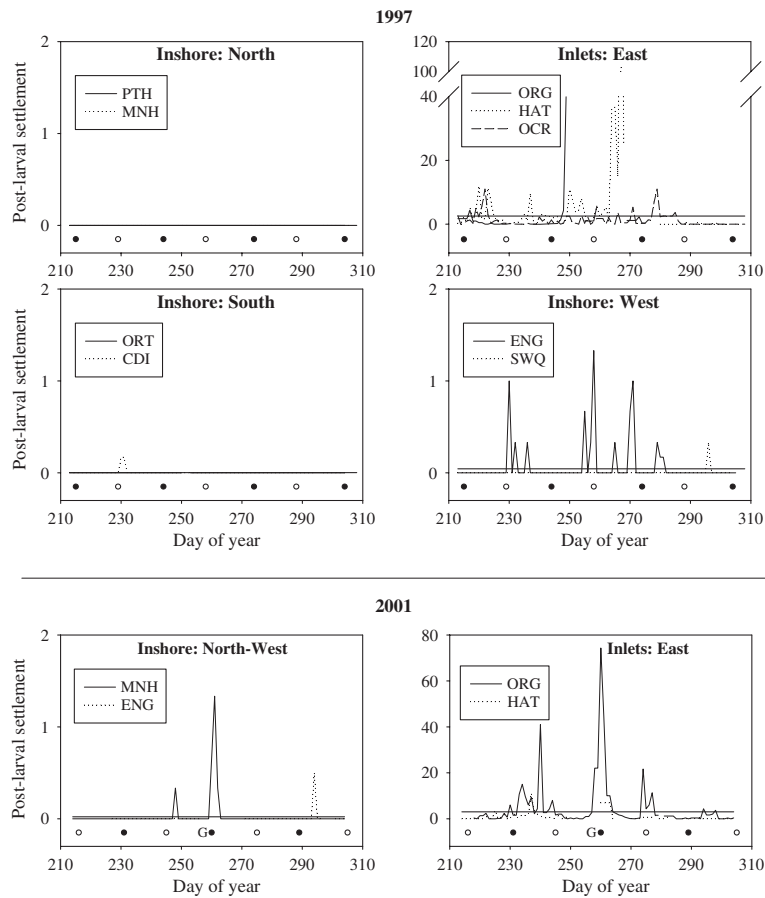 1997
Inshore: North
PTH
MNH
Post-larval settlement
2
1
0
210 230 250 270 290 310
Inlets: East
ORG
HAT
OCR
120
100
40
20
0
210 230 250 270 290 310
Inshore: South
ORT
CDI
Post-larval settlement
2
1
0
210 230 250 270 290 310
Day of year
Inshore: West
ENG
SWQ
2
1
0
210 230 250 270 290 310
Day of year
2001
Inshore: North-West
MNH
ENG
Post-larval settlement
2
1
0
G
210 230 250 270 290 310
Day of year
Inlets: East
ORG
HAT
80
60
40
20
0
G
210 230 250 270 290 310
Day of year